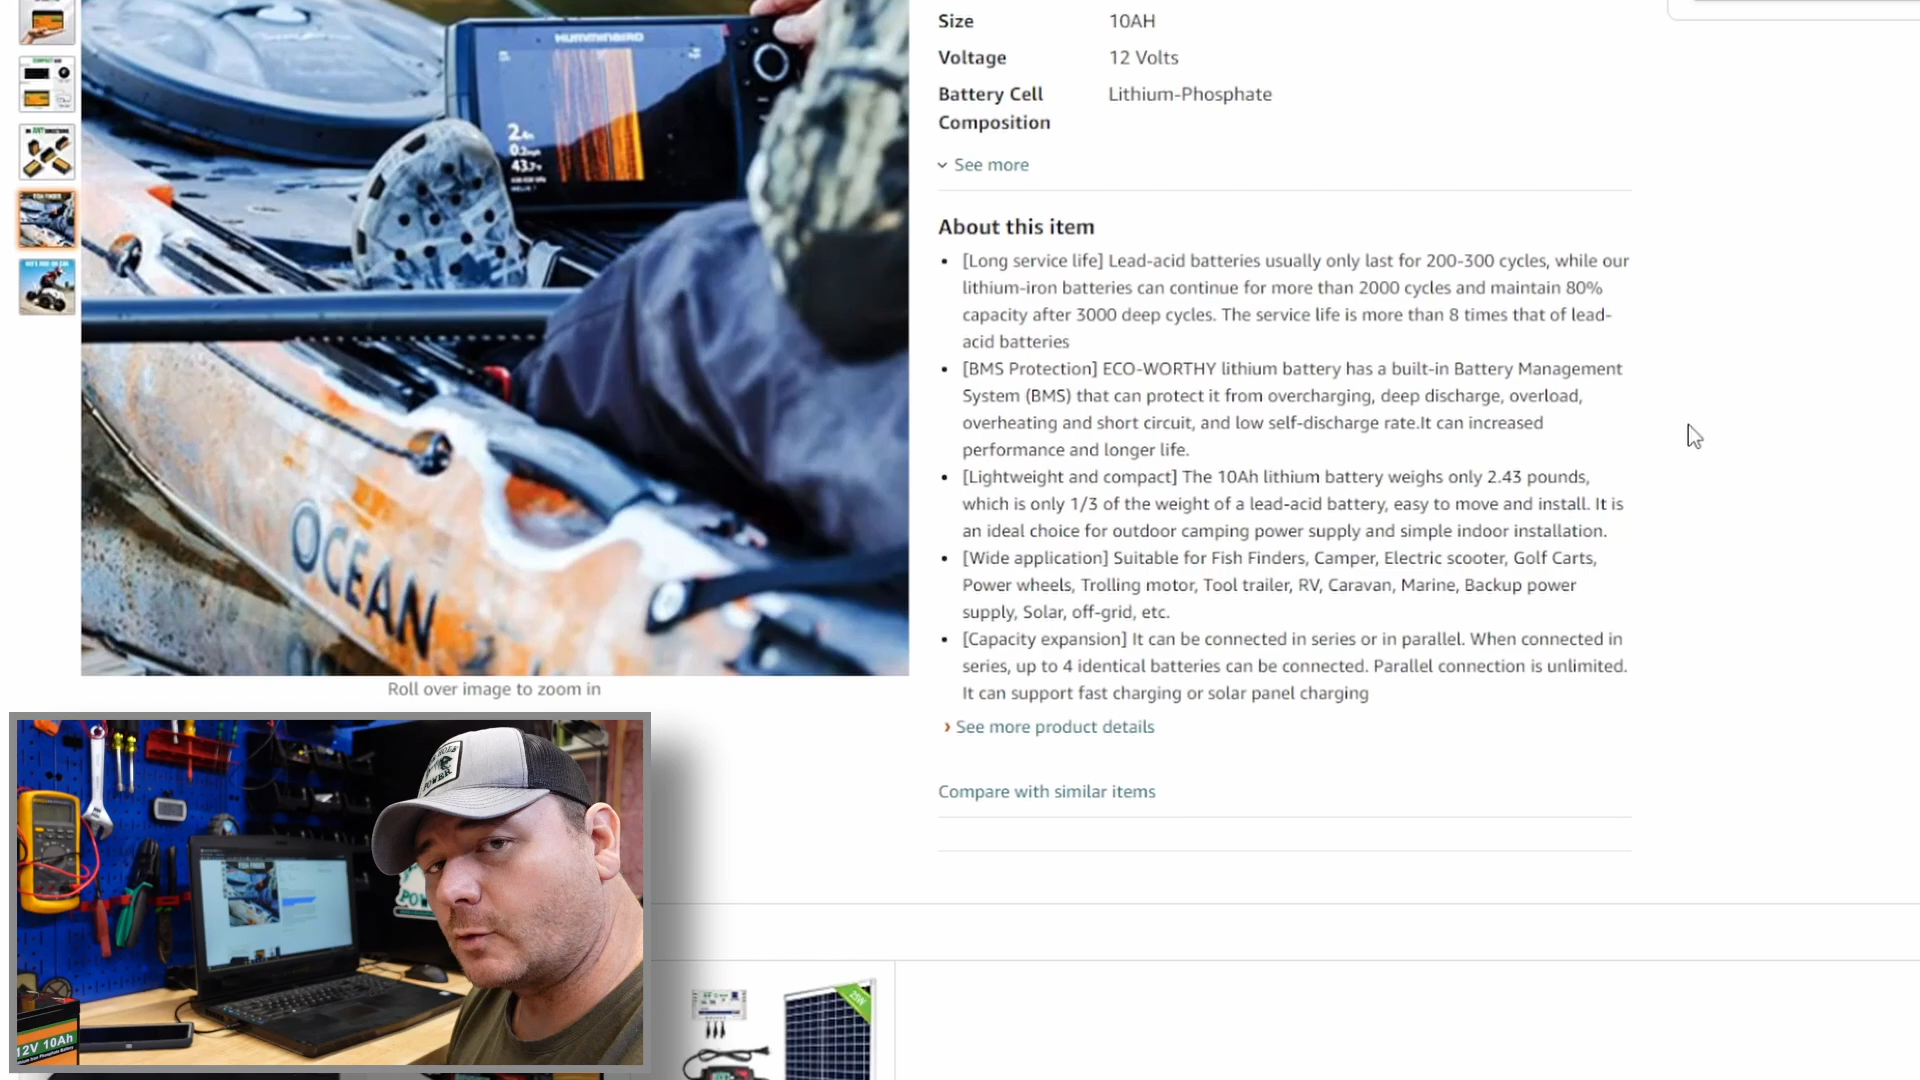 Size 10AH
Voltage 12 Volts
Battery Cell Lithium-Phosphate
Composition
See more
About this item
[Long service life] Lead-acid batteries usually only last for 200-300 cycles, while our
lithium-iron batteries can continue for more than 2000 cycles and maintain 80%
capacity after 3000 deep cycles. The service life is more than 8 times that of lead-
acid batteries
[BMS Protection] ECO-WORTHY lithium battery has a built-in Battery Management
System (BMS) that can protect it from overcharging, deep discharge, overload,
overheating and short circuit, and low self-discharge rate.It can increased
performance and longer life.
[Lightweight and compact] The 10Ah lithium battery weighs only 2.43 pounds,
which is only 1/3 of the weight of a lead-acid battery, easy to move and install. It is
an ideal choice for outdoor camping power supply and simple indoor installation.
[Wide application] Suitable for Fish Finders, Camper, Electric scooter, Golf Carts,
Power wheels, Trolling motor, Tool trailer, RV, Caravan, Marine, Backup power
supply, Solar, off-grid, etc.
[Capacity expansion] It can be connected in series or in parallel. When connected in
series, up to 4 identical batteries can be connected. Parallel connection is unlimited.
It can support fast charging or solar panel charging
See more product details
Compare with similar items
HUMMINBIRD
OCEAN
Roll over image to zoom in
POWER
12V 10Ah
25W